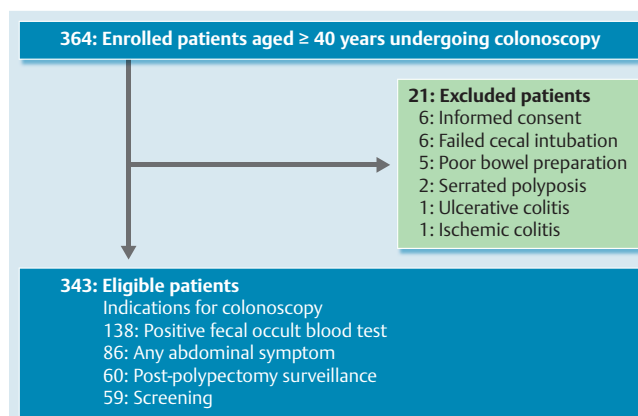 364: Enrolled patients aged ≥ 40 years undergoing colonoscopy
21: Excluded patients
6: Informed consent
6: Failed cecal intubation
5: Poor bowel preparation
2: Serrated polyposis
1: Ulcerative colitis
1: Ischemic colitis
343: Eligible patients
Indications for colonoscopy
138: Positive fecal occult blood test
86: Any abdominal symptom
60: Post-polypectomy surveillance
59: Screening